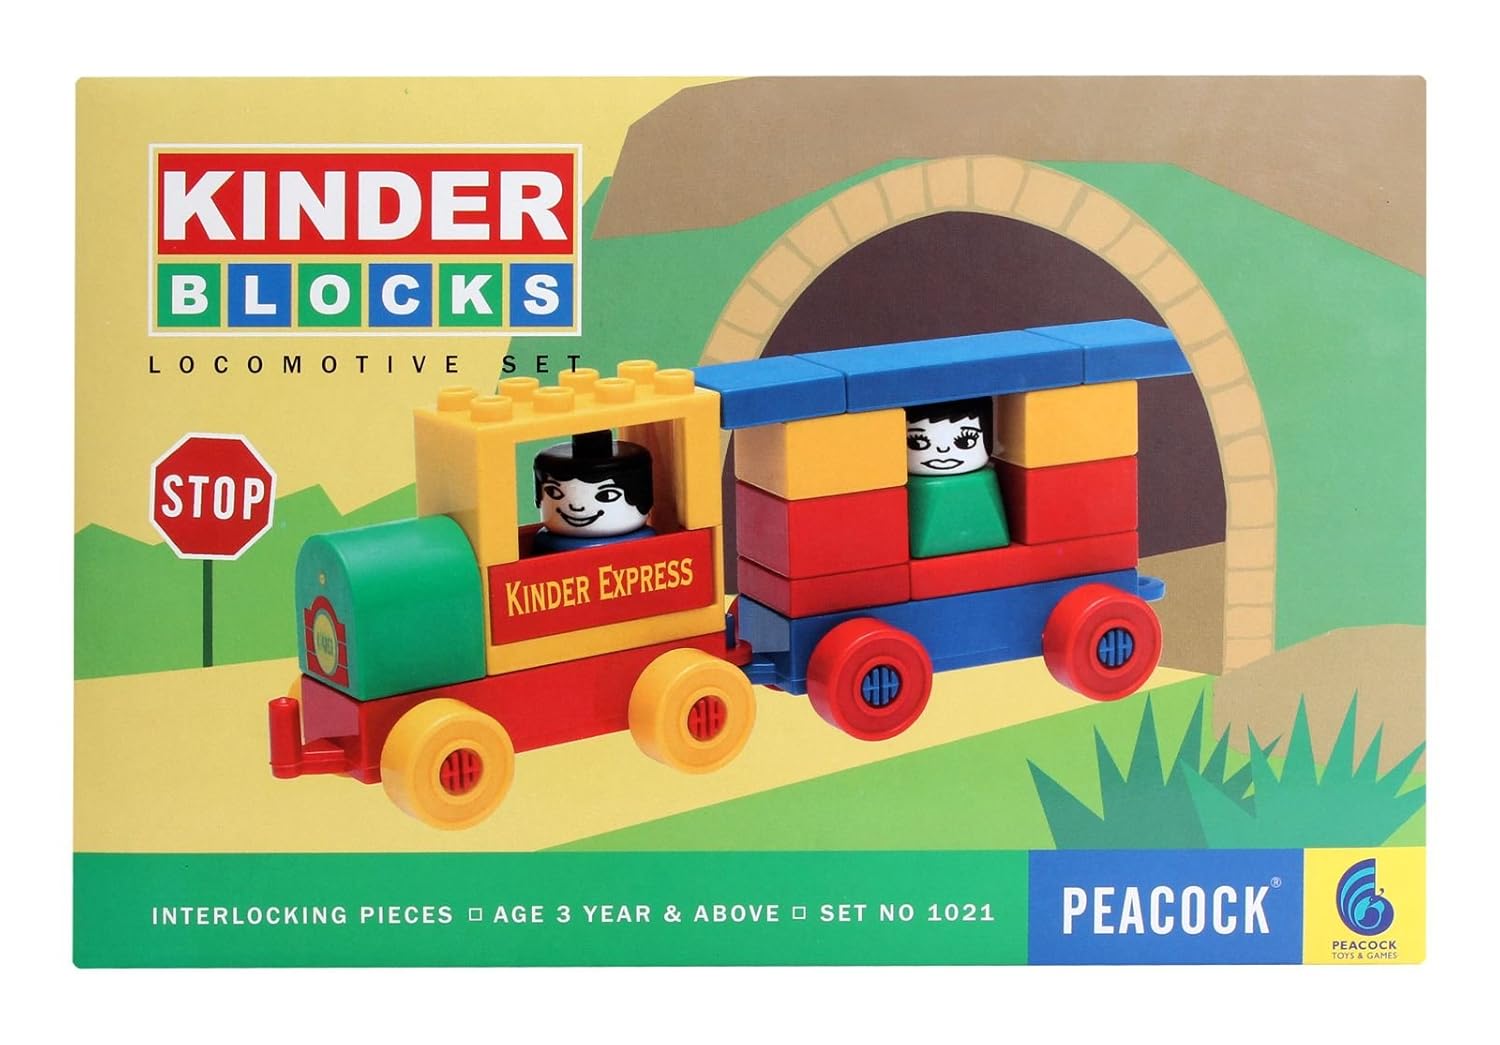 KINDER
BLOCKS
LOCOMOTIVE SET
STOP
KINDER EXPRESS
INTERLOCKING PIECES □ AGE 3 YEAR & ABOVE □ SET NO 1021
PEACOCK®
PEACOCK
TOYS & GAMES